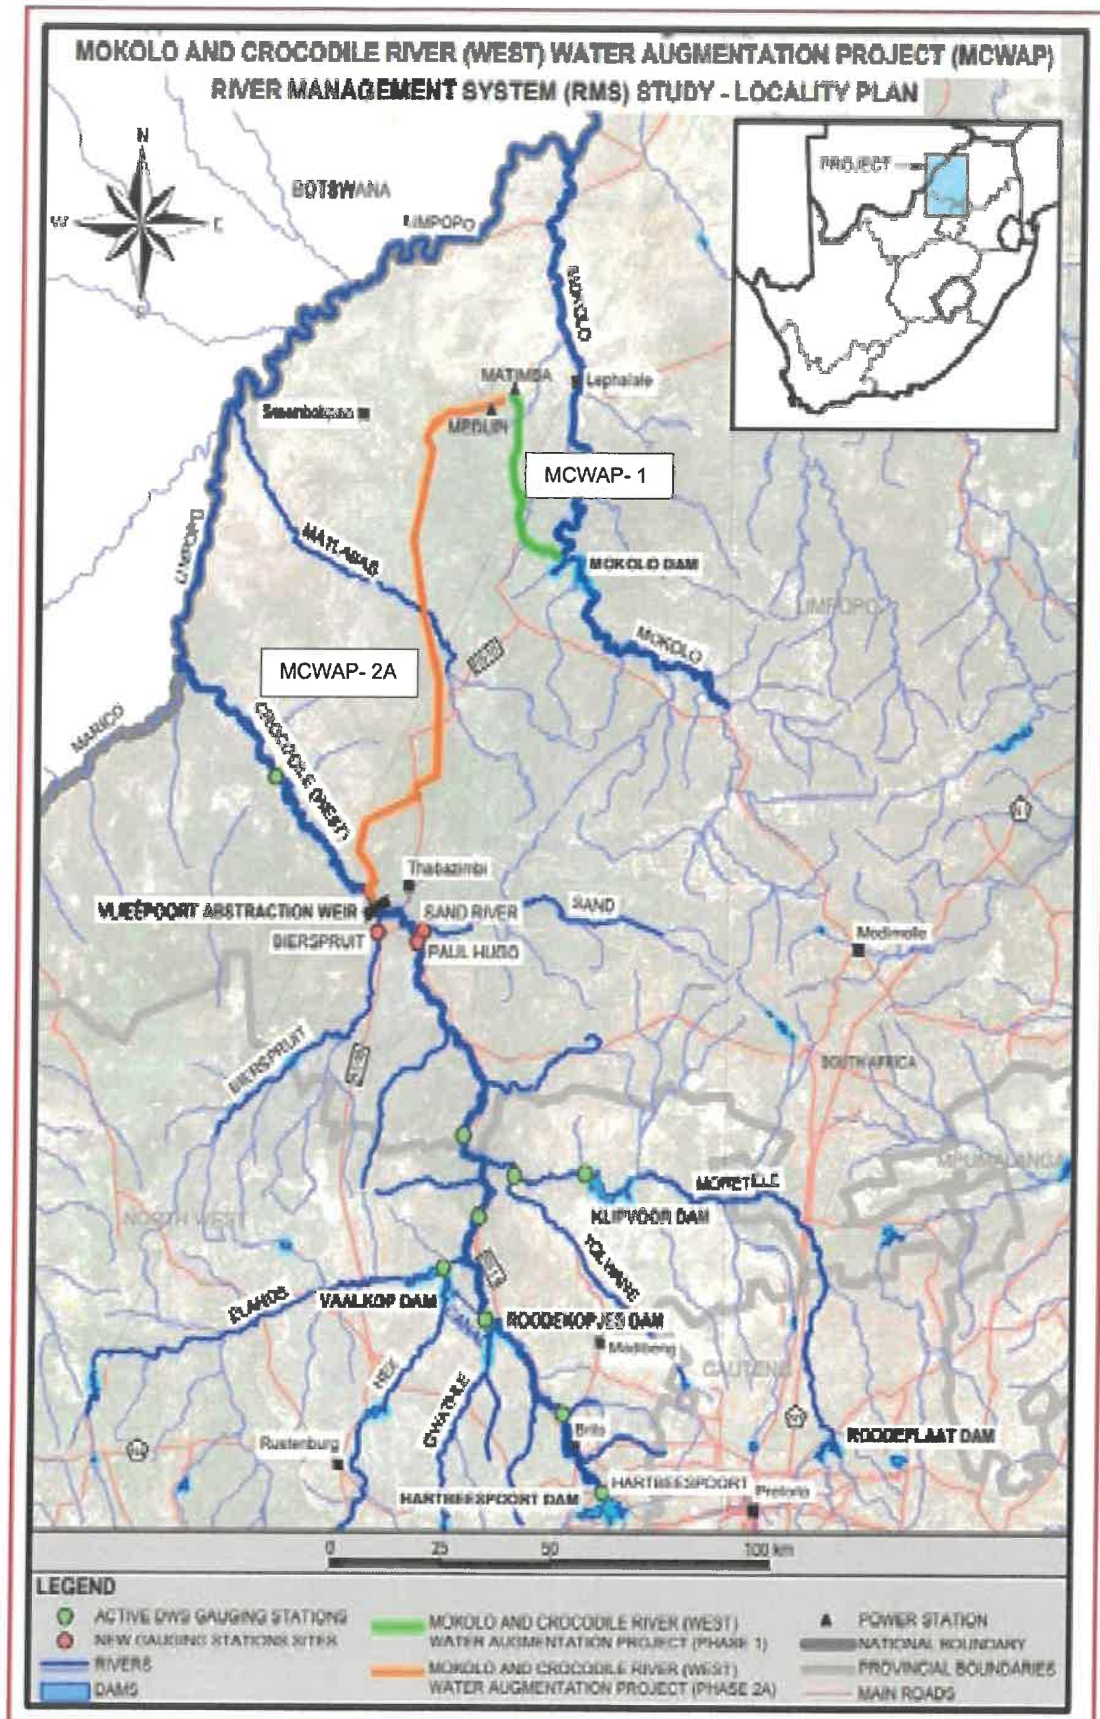 MOKOLO AND CROCODILE RIVER (WEST) WATER AUGMENTATION PROJECT (MCWAP)
RIVER MANAGEMENT SYSTEM (RMS) STUDY - LOCALITY PLAN
N
W
E
S
BOTSWANA
PROJECT
LIMPOPO
MOKOLO
MATIMBA
Lephalale
MEDUPI
MCWAP- 1
LIMPOPO
MATLABAS
MOKOLO DAM
LIMPOPO
MOKOLO
MCWAP- 2A
MARICO
CROCODILE (WEST)
Thabazimbi
VLIEËPOORT ABSTRACTION WEIR
SAND RIVER
SAND
BIERSPRUIT
PAUL HUGO
Modimolle
BIERSPRUIT
SOUTH AFRICA
MPUMALANGA
MORETELE
NORTH WEST
KLIPVOOR DAM
TOLWANE
ELANDS
VAALKOP DAM
ROODEKOPJES DAM
Madibeng
HEX
GWATHLE
GAUTENG
Brits
ROODEPLAAT DAM
Rustenburg
HARTBEESPOORT DAM
HARTBEESPOORT
Pretoria
0 25 50 100 km
LEGEND
ACTIVE DWS GAUGING STATIONS
NEW GAUGING STATIONS SITES
RIVERS
DAMS
MOKOLO AND CROCODILE RIVER (WEST)
WATER AUGMENTATION PROJECT (PHASE 1)
MOKOLO AND CROCODILE RIVER (WEST)
WATER AUGMENTATION PROJECT (PHASE 2A)
POWER STATION
NATIONAL BOUNDARY
PROVINCIAL BOUNDARIES
MAIN ROADS